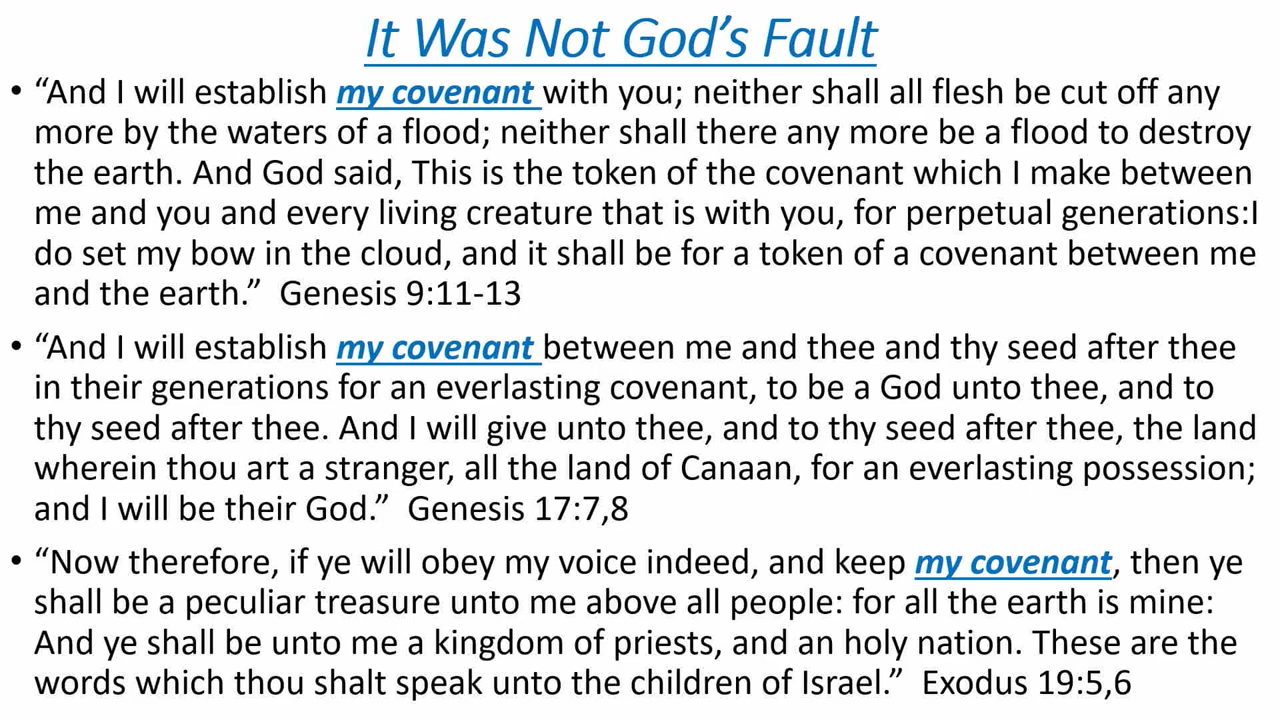 It Was Not God’s Fault
• “And I will establish my covenant with you; neither shall all flesh be cut off any
more by the waters of a flood; neither shall there any more be a flood to destroy
the earth. And God said, This is the token of the covenant which I make between
me and you and every living creature that is with you, for perpetual generations:I
do set my bow in the cloud, and it shall be for a token of a covenant between me
and the earth.”  Genesis 9:11-13
• “And I will establish my covenant between me and thee and thy seed after thee
in their generations for an everlasting covenant, to be a God unto thee, and to
thy seed after thee. And I will give unto thee, and to thy seed after thee, the land
wherein thou art a stranger, all the land of Canaan, for an everlasting possession;
and I will be their God.”  Genesis 17:7,8
• “Now therefore, if ye will obey my voice indeed, and keep my covenant, then ye
shall be a peculiar treasure unto me above all people: for all the earth is mine:
And ye shall be unto me a kingdom of priests, and an holy nation. These are the
words which thou shalt speak unto the children of Israel.”  Exodus 19:5,6